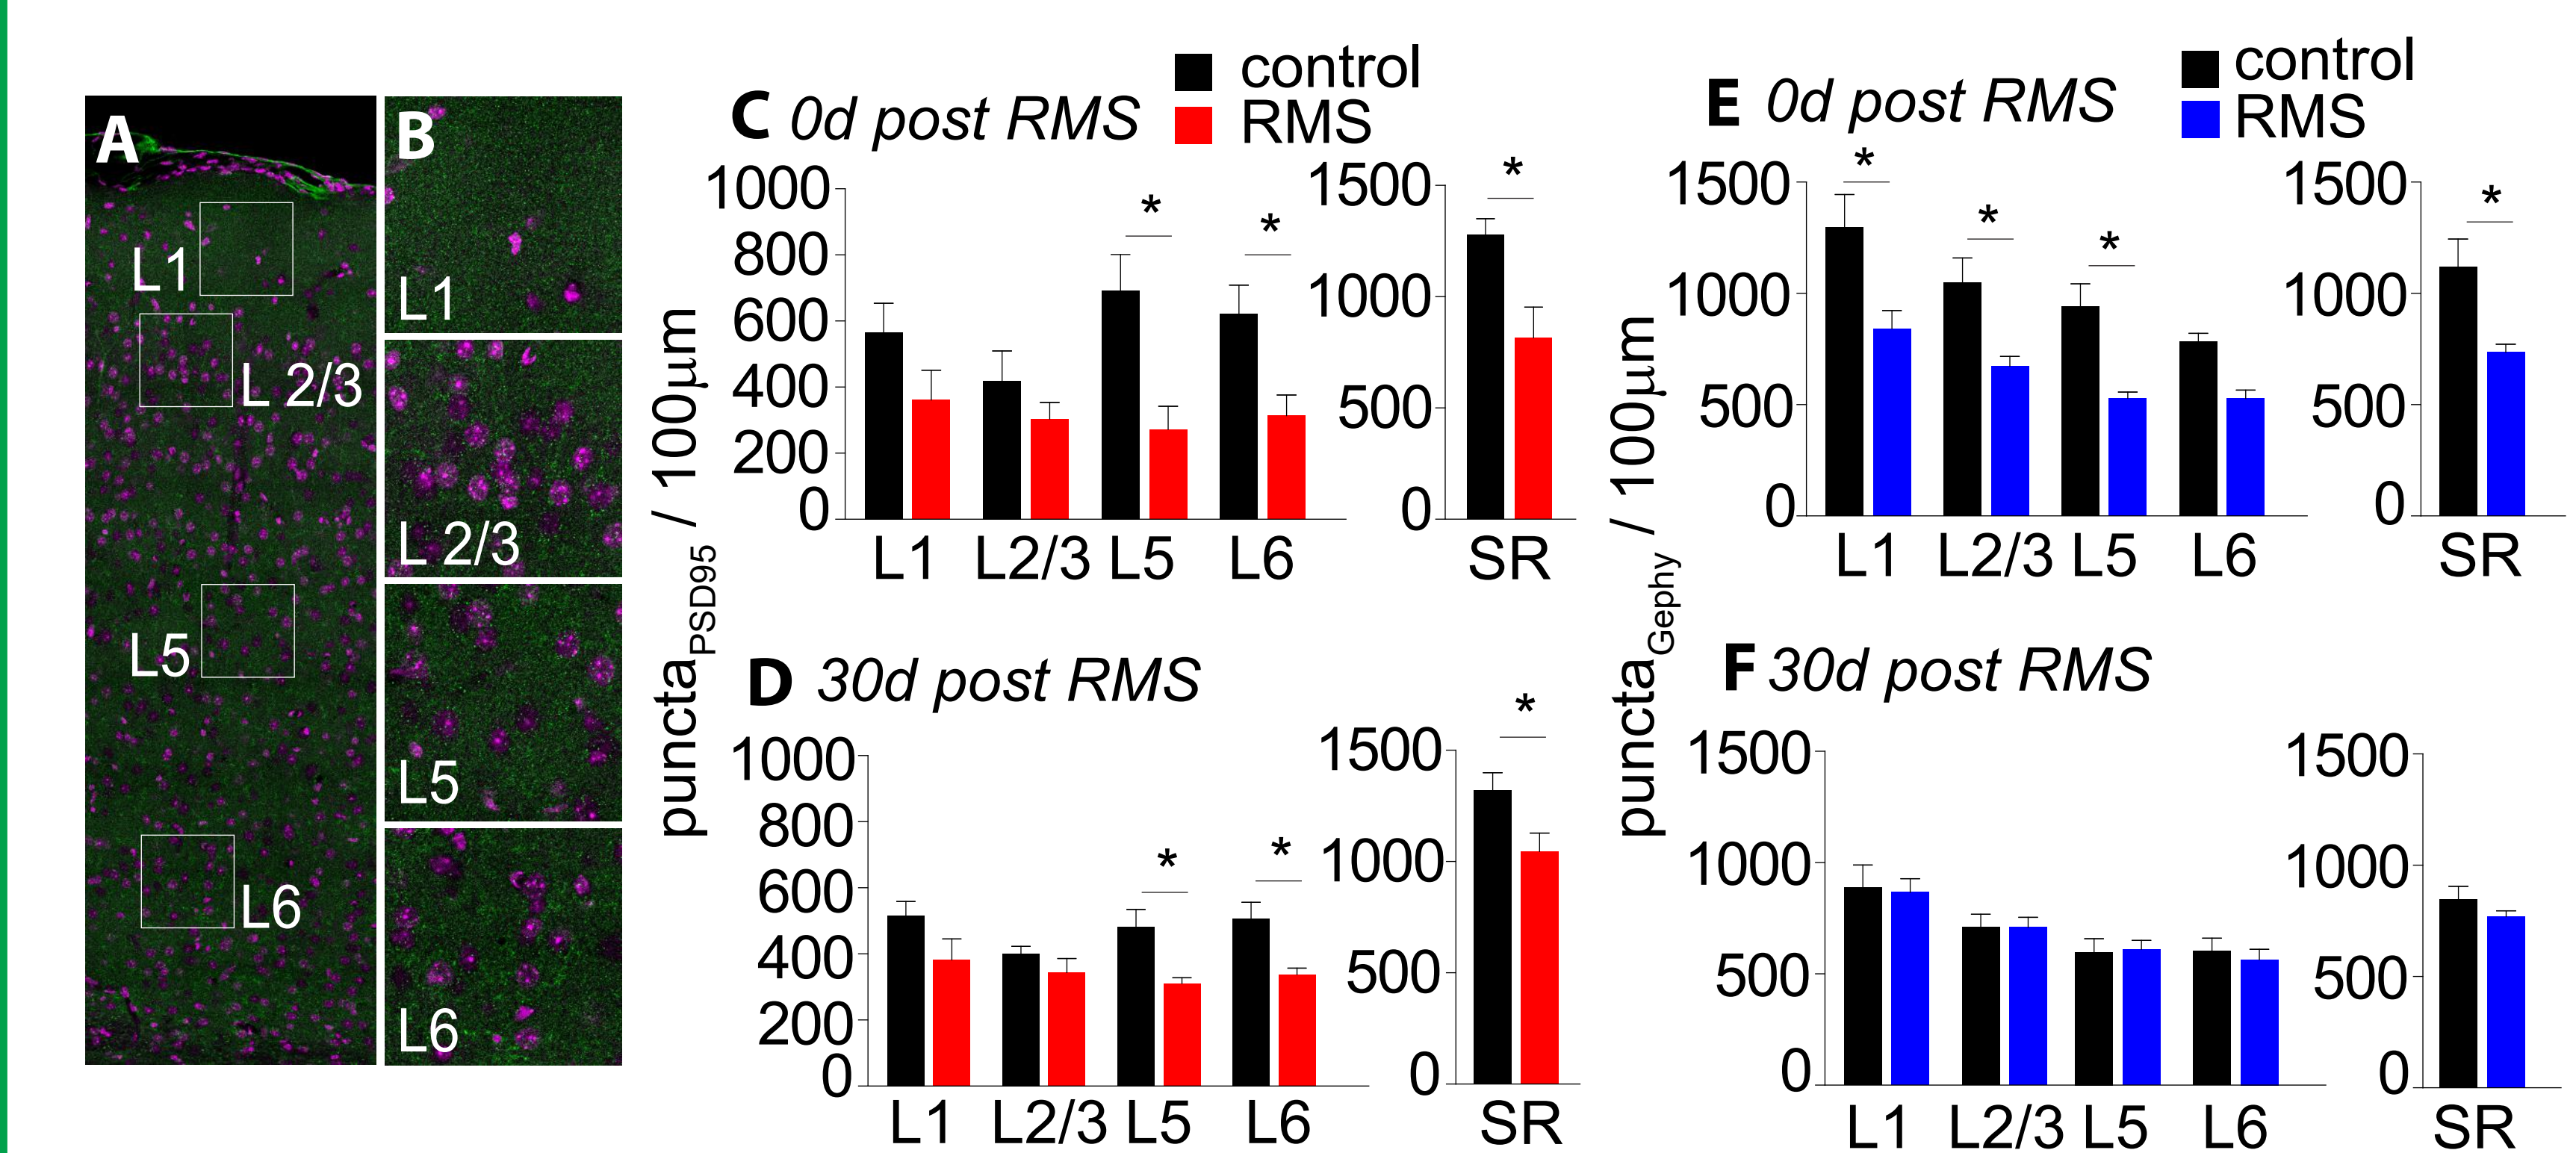 A
L1
L 2/3
L5
L6
B
L1
L 2/3
L5
L6
puncta PSD95 / 100μm
C 0d post RMS
control
RMS
1000
800
600
400
200
0
L1 L2/3 L5 L6
* *
1500
1000
500
0
SR
*
D 30d post RMS
1000
800
600
400
200
0
L1 L2/3 L5 L6
* *
1500
1000
500
0
SR
*
puncta Gephy / 100μm
E 0d post RMS
control
RMS
1500
1000
500
0
L1 L2/3 L5 L6
* * *
1500
1000
500
0
SR
*
F 30d post RMS
1500
1000
500
0
L1 L2/3 L5 L6
1500
1000
500
0
SR